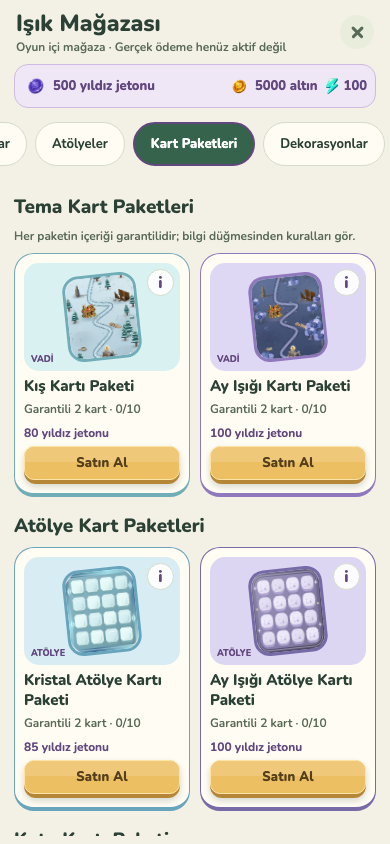 Işık Mağazası
Oyun içi mağaza · Gerçek ödeme henüz aktif değil
500 yıldız jetonu
5000 altın
100
ar
Atölyeler
Kart Paketleri
Dekorasyonlar
Tema Kart Paketleri
Her paketin içeriği garantilidir; bilgi düğmesinden kuralları gör.
i
VADİ
Kış Kartı Paketi
Garantili 2 kart · 0/10
80 yıldız jetonu
Satın Al
i
VADİ
Ay Işığı Kartı Paketi
Garantili 2 kart · 0/10
100 yıldız jetonu
Satın Al
Atölye Kart Paketleri
i
ATÖLYE
Kristal Atölye Kartı
Paketi
Garantili 2 kart · 0/10
85 yıldız jetonu
Satın Al
i
ATÖLYE
Ay Işığı Atölye Kartı
Paketi
Garantili 2 kart · 0/10
100 yıldız jetonu
Satın Al